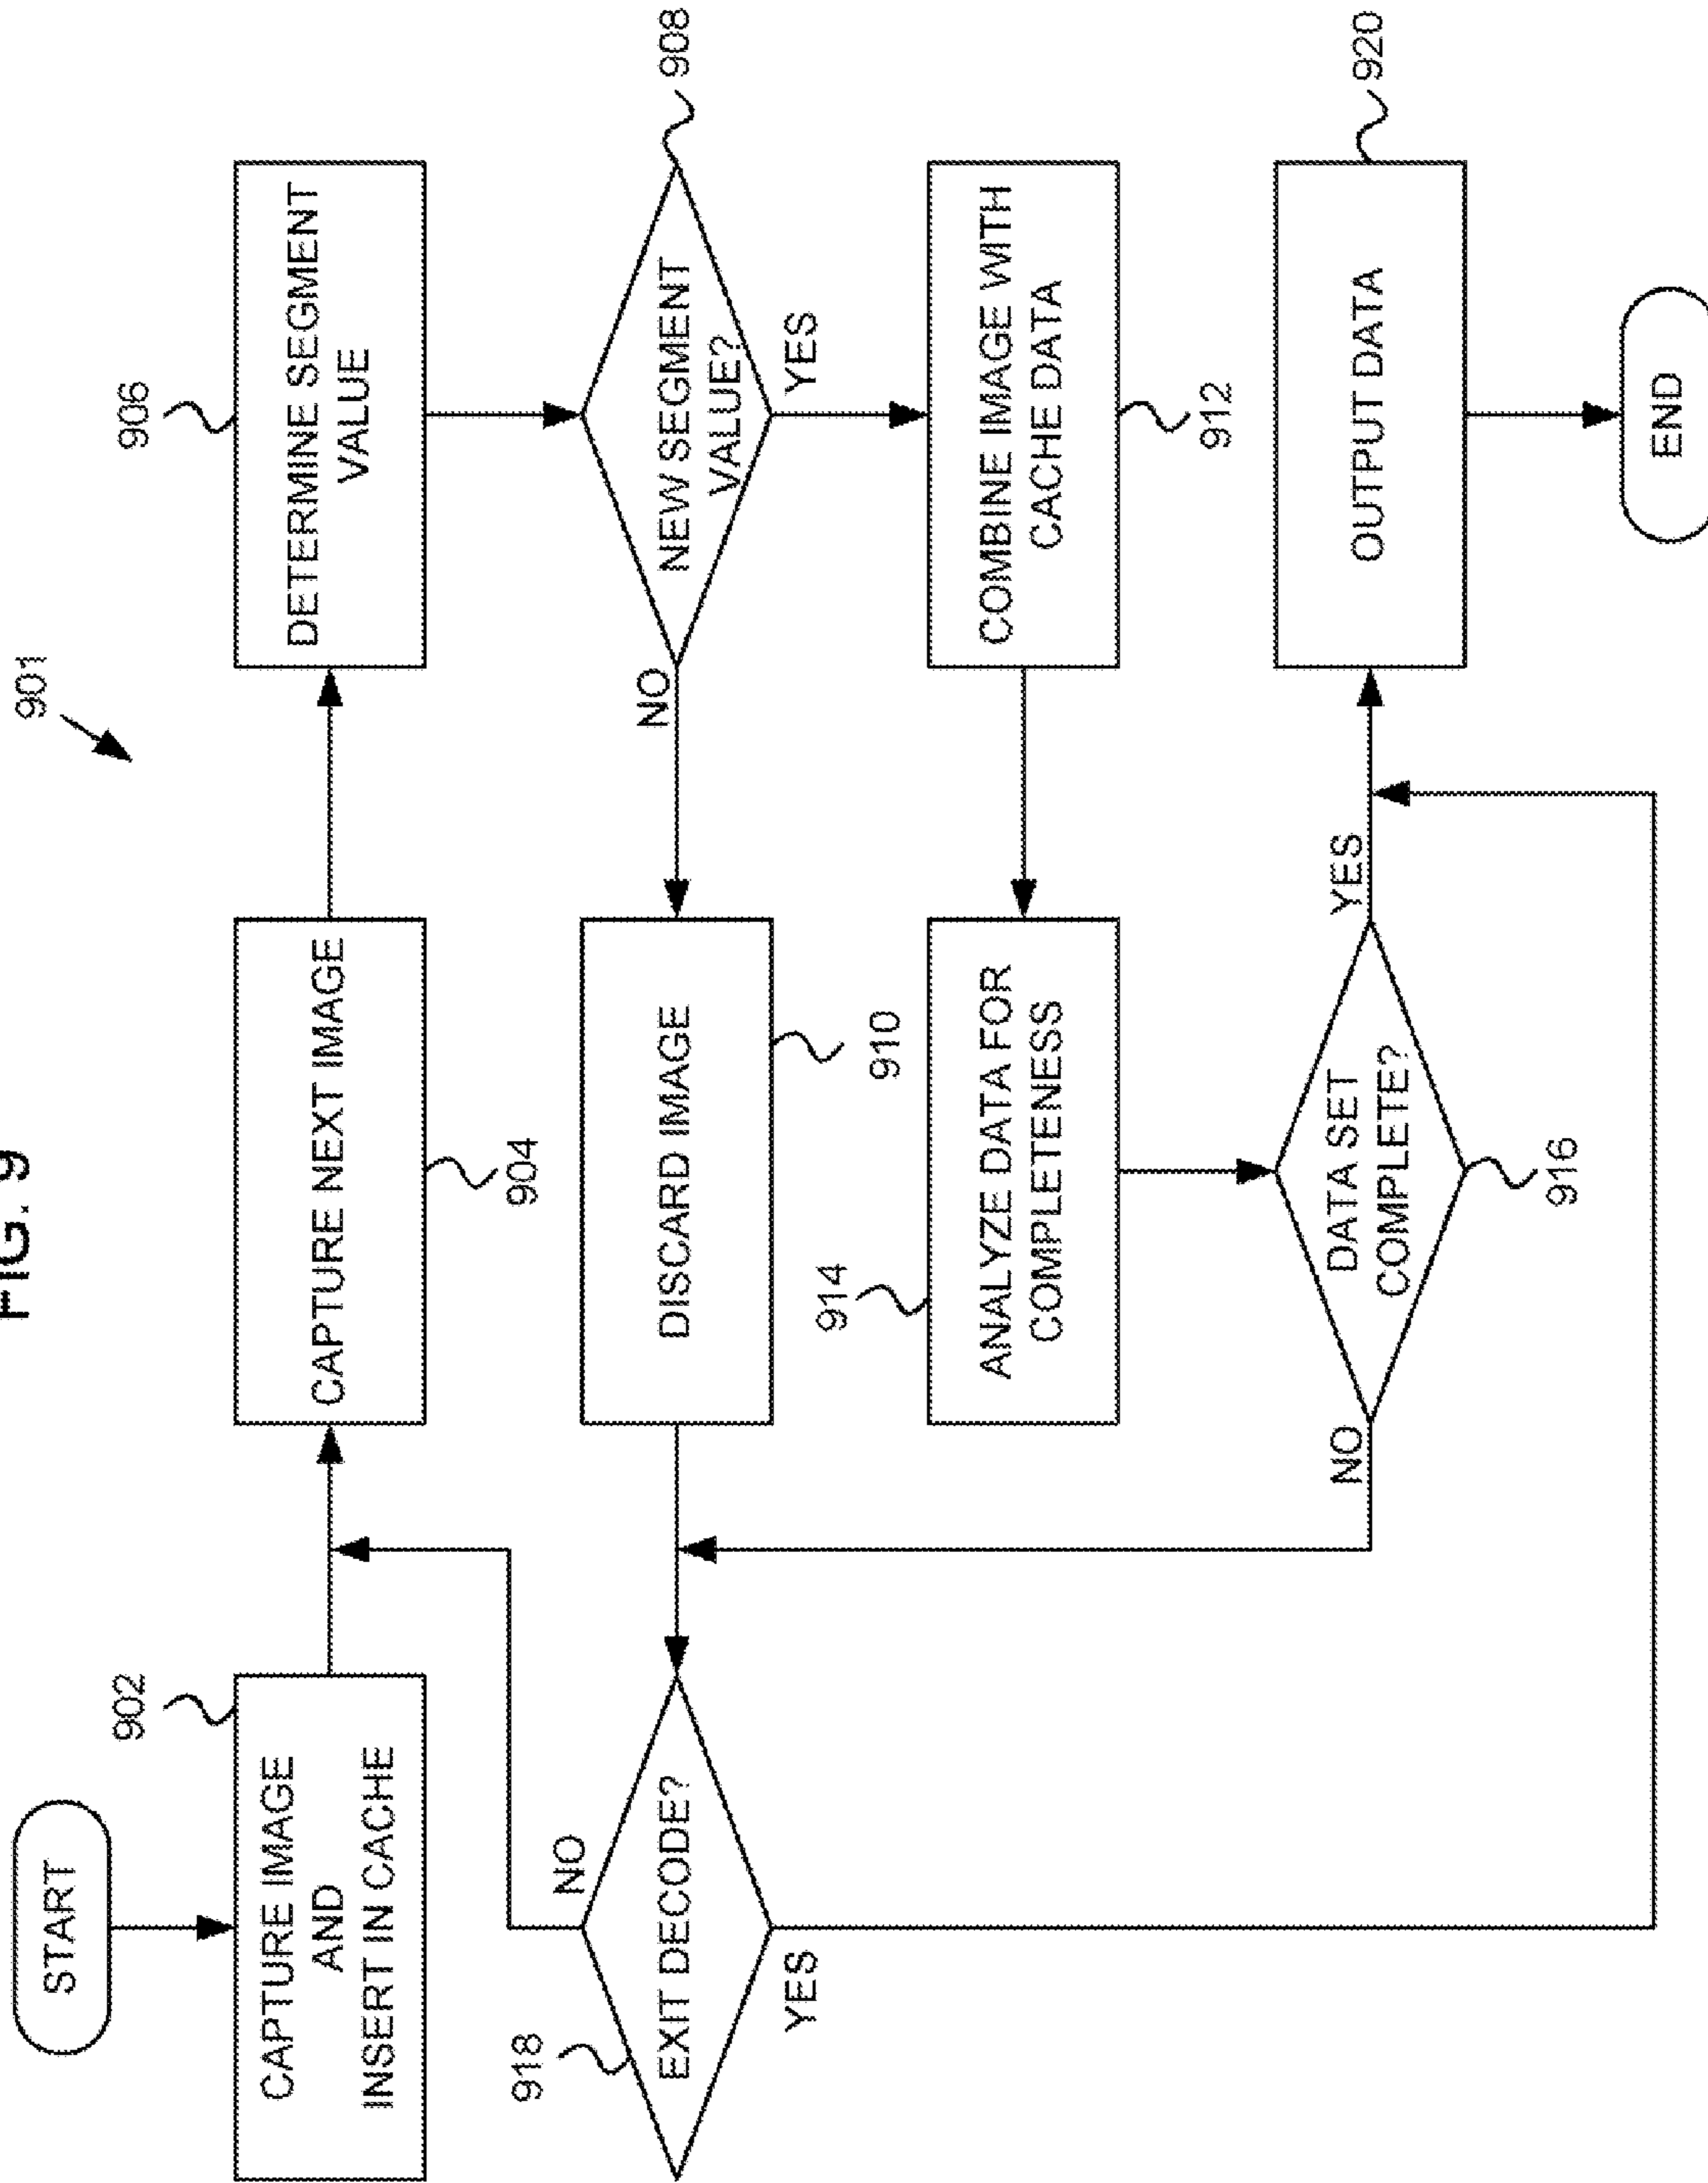 FIG. 9
901
START
902
CAPTURE IMAGE
AND
INSERT IN CACHE
CAPTURE NEXT IMAGE
904
906
DETERMINE SEGMENT
VALUE
918
EXIT DECODE?
NO
YES
DISCARD IMAGE
910
NO
NEW SEGMENT
VALUE?
908
YES
914
ANALYZE DATA FOR
COMPLETENESS
COMBINE IMAGE WITH
CACHE DATA
912
NO
DATA SET
COMPLETE?
916
YES
OUTPUT DATA
920
END